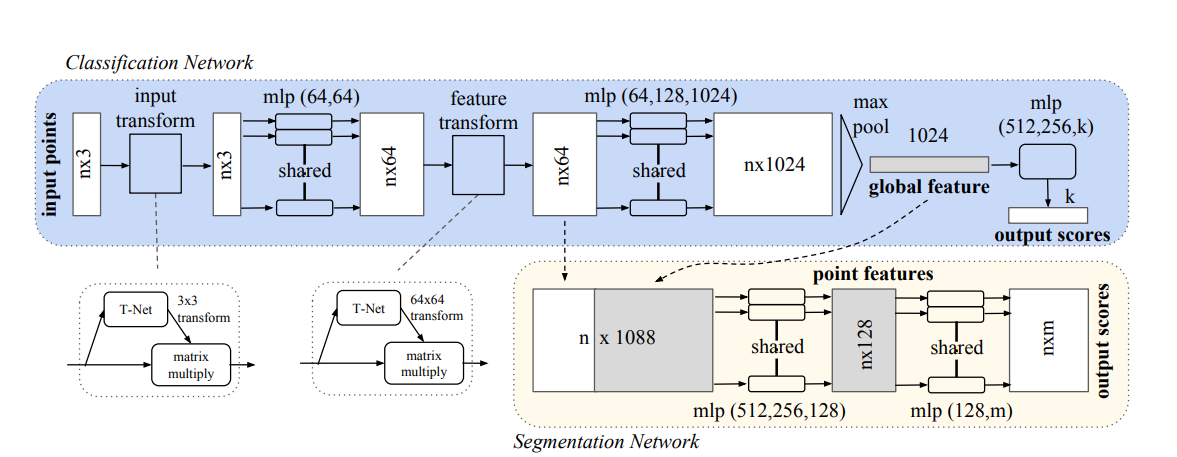 Classification Network
input points
nx3
input
transform
nx3
mlp (64,64)
shared
nx64
feature
transform
nx64
mlp (64,128,1024)
shared
nx1024
max
pool
1024
global feature
mlp
(512,256,k)
k
output scores
T-Net
3x3
transform
matrix
multiply
T-Net
64x64
transform
matrix
multiply
point features
n x 1088
shared
mlp (512,256,128)
nx128
shared
mlp (128,m)
nxm
output scores
Segmentation Network